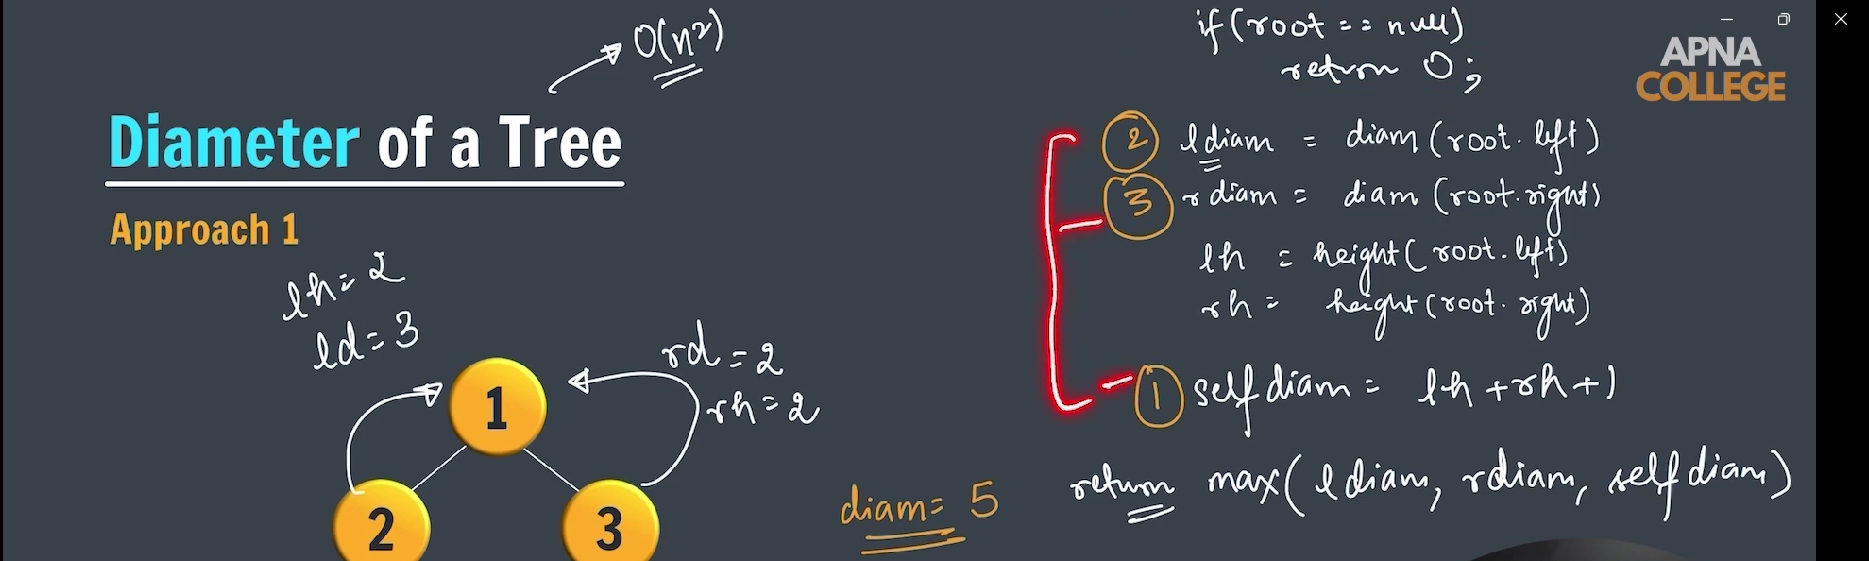 O(n²)
Diameter of a Tree
Approach 1
lh = 2
ld = 3
rd = 2
rh = 2
1
2
3
diam = 5
if (root == null)
return 0;
APNA
COLLEGE
2 ldiam = diam (root.left)
3 rdiam = diam (root.right)
lh = height (root.left)
rh = height (root.right)
1 selfdiam = lh + rh + 1
return max( ldiam, rdiam, selfdiam)